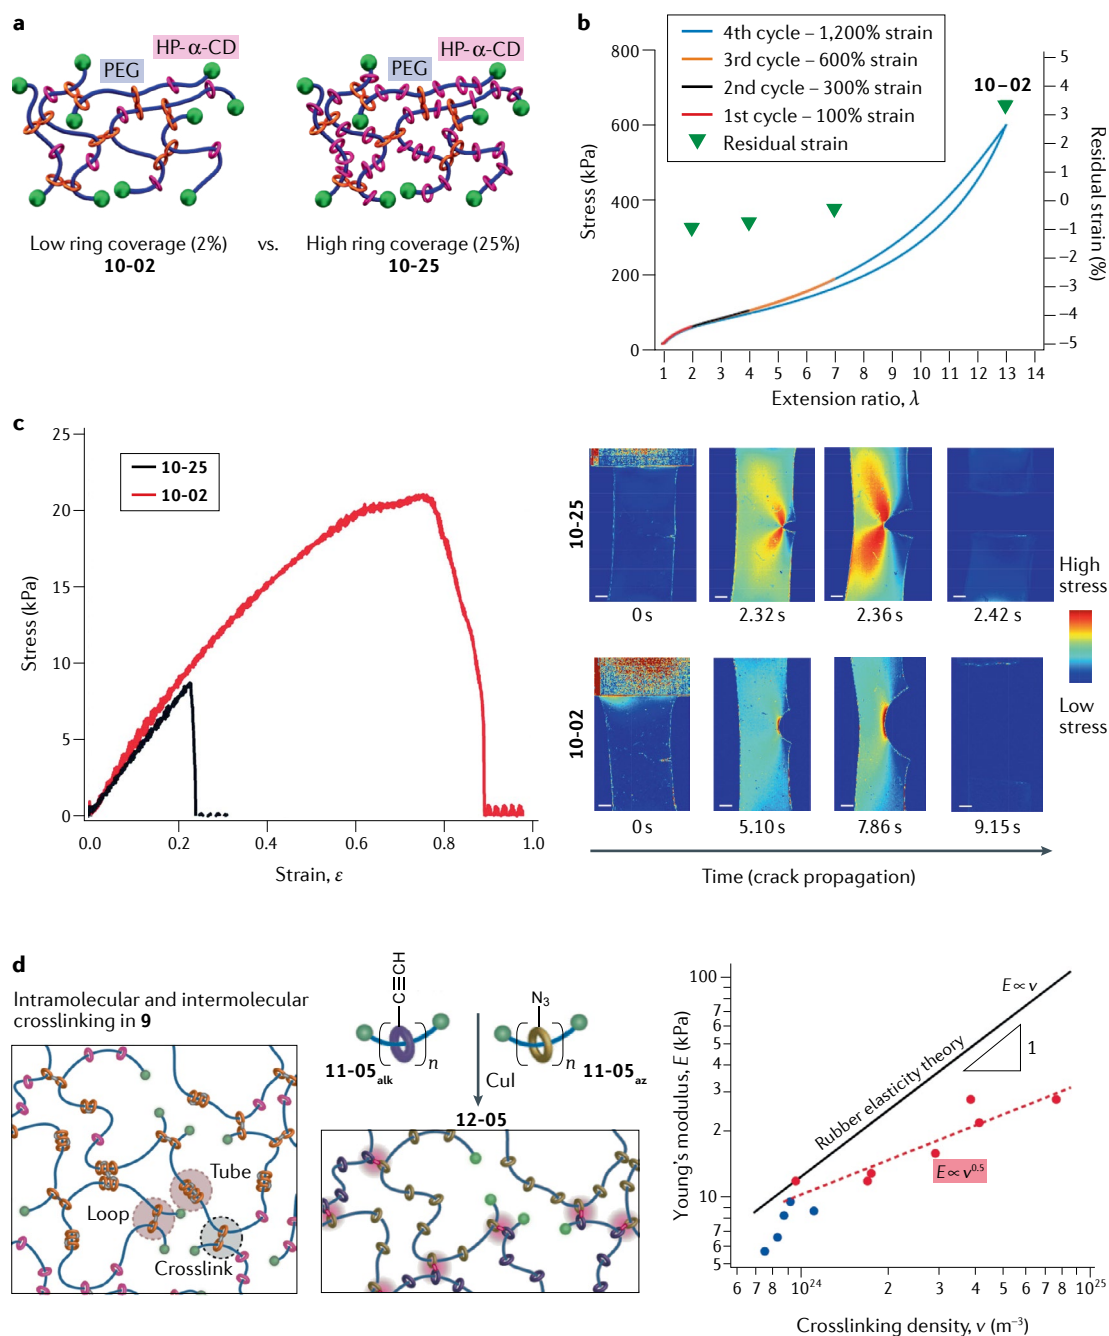 a
HP-α-CD
PEG
HP-α-CD
PEG
Low ring coverage (2%)
10-02
vs.
High ring coverage (25%)
10-25
b
4th cycle – 1,200% strain
3rd cycle – 600% strain
2nd cycle – 300% strain
1st cycle – 100% strain
Residual strain
10–02
Stress (kPa)
800
600
400
200
0
Residual strain (%)
5
4
3
2
1
0
−1
−2
−3
−4
−5
1 2 3 4 5 6 7 8 9 10 11 12 13 14
Extension ratio, λ
c
10-25
10-02
Stress (kPa)
25
20
15
10
5
0
0.0 0.2 0.4 0.6 0.8 1.0
Strain, ε
10-25
0 s 2.32 s 2.36 s 2.42 s
10-02
0 s 5.10 s 7.86 s 9.15 s
High
stress
Low
stress
Time (crack propagation)
d
Intramolecular and intermolecular
crosslinking in 9
Tube
Loop
Crosslink
C≡CH
n
11-05alk
N3
n
11-05az
CuI
12-05
Young's modulus, E (kPa)
100
7
5
4
3
2
10
9
8
7
6
5
E ∝ ν
Rubber elasticity theory
1
E ∝ ν0.5
6 7 8 10²⁴ 2 3 4 5 6 7 8 10²⁵
Crosslinking density, ν (m−3)